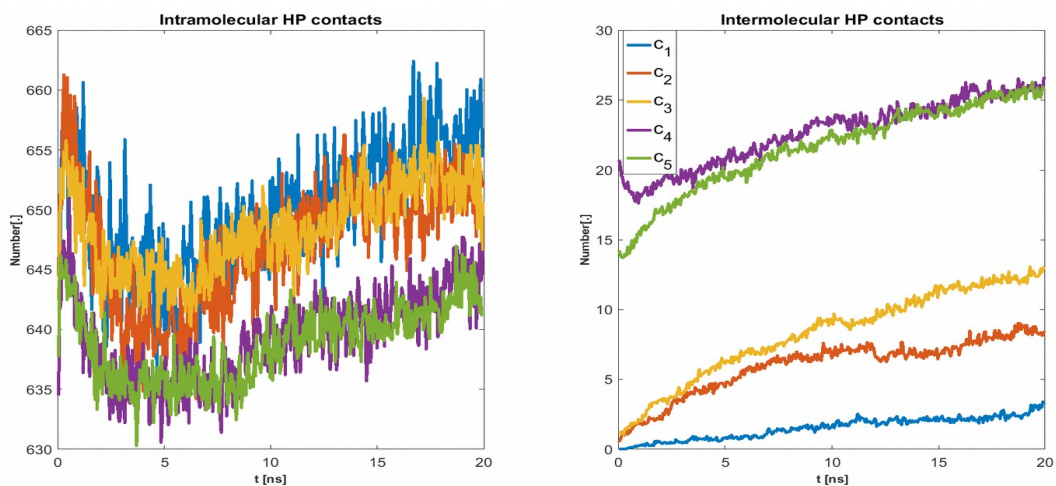 Intramolecular HP contacts
665
660
655
650
645
640
635
630
Number[.]
0
5
10
15
20
t [ns]
Intermolecular HP contacts
30
25
20
15
10
5
0
Number[.]
c1
c2
c3
c4
c5
0
5
10
15
20
t [ns]